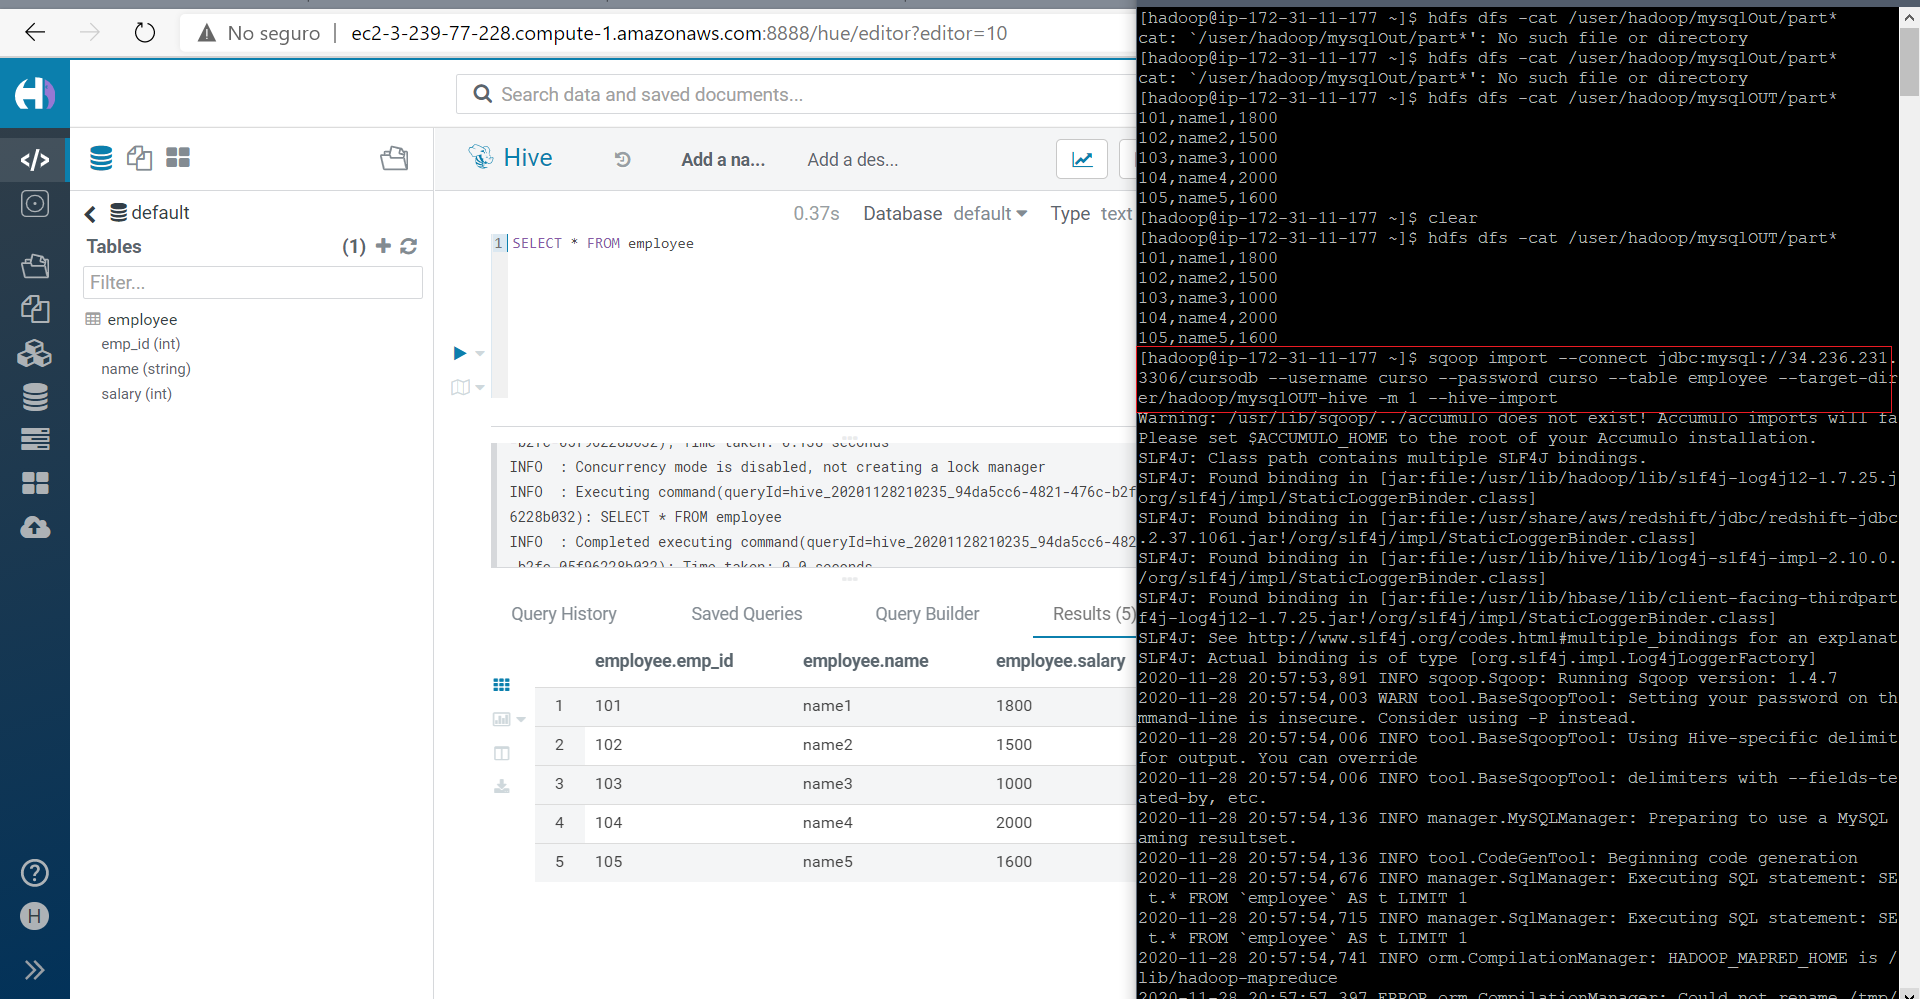 No seguro
ec2-3-239-77-228.compute-1.amazonaws.com:8888/hue/editor?editor=10
Search data and saved documents...
Hive
Add a na...
Add a des...
default
Tables
(1)
Filter...
employee
emp_id (int)
name (string)
salary (int)
0.37s
Database default
Type text
1
SELECT * FROM employee
INFO : Concurrency mode is disabled, not creating a lock manager
INFO : Executing command(queryId=hive_20201128210235_94da5cc6-4821-476c-b2f
6228b032): SELECT * FROM employee
INFO : Completed executing command(queryId=hive_20201128210235_94da5cc6-482
Query History
Saved Queries
Query Builder
Results (5)
employee.emp_id employee.name employee.salary
1 101 name1 1800
2 102 name2 1500
3 103 name3 1000
4 104 name4 2000
5 105 name5 1600
H
[hadoop@ip-172-31-11-177 ~]$ hdfs dfs -cat /user/hadoop/mysqlOut/part*
cat: `/user/hadoop/mysqlOut/part*': No such file or directory
[hadoop@ip-172-31-11-177 ~]$ hdfs dfs -cat /user/hadoop/mysqlOut/part*
cat: `/user/hadoop/mysqlOut/part*': No such file or directory
[hadoop@ip-172-31-11-177 ~]$ hdfs dfs -cat /user/hadoop/mysqlOUT/part*
101,name1,1800
102,name2,1500
103,name3,1000
104,name4,2000
105,name5,1600
[hadoop@ip-172-31-11-177 ~]$ clear
[hadoop@ip-172-31-11-177 ~]$ hdfs dfs -cat /user/hadoop/mysqlOUT/part*
101,name1,1800
102,name2,1500
103,name3,1000
104,name4,2000
105,name5,1600
[hadoop@ip-172-31-11-177 ~]$ sqoop import --connect jdbc:mysql://34.236.231.
3306/cursodb --username curso --password curso --table employee --target-dir
er/hadoop/mysqlOUT-hive -m 1 --hive-import
Warning: /usr/lib/sqoop/../accumulo does not exist! Accumulo imports will fa
Please set $ACCUMULO_HOME to the root of your Accumulo installation.
SLF4J: Class path contains multiple SLF4J bindings.
SLF4J: Found binding in [jar:file:/usr/lib/hadoop/lib/slf4j-log4j12-1.7.25.j
org/slf4j/impl/StaticLoggerBinder.class]
SLF4J: Found binding in [jar:file:/usr/share/aws/redshift/jdbc/redshift-jdbc
.2.37.1061.jar!/org/slf4j/impl/StaticLoggerBinder.class]
SLF4J: Found binding in [jar:file:/usr/lib/hive/lib/log4j-slf4j-impl-2.10.0.
/org/slf4j/impl/StaticLoggerBinder.class]
SLF4J: Found binding in [jar:file:/usr/lib/hbase/lib/client-facing-thirdpart
f4j-log4j12-1.7.25.jar!/org/slf4j/impl/StaticLoggerBinder.class]
SLF4J: See http://www.slf4j.org/codes.html#multiple_bindings for an explanat
SLF4J: Actual binding is of type [org.slf4j.impl.Log4jLoggerFactory]
2020-11-28 20:57:53,891 INFO sqoop.Sqoop: Running Sqoop version: 1.4.7
2020-11-28 20:57:54,003 WARN tool.BaseSqoopTool: Setting your password on th
mmand-line is insecure. Consider using -P instead.
2020-11-28 20:57:54,006 INFO tool.BaseSqoopTool: Using Hive-specific delimit
for output. You can override
2020-11-28 20:57:54,006 INFO tool.BaseSqoopTool: delimiters with --fields-te
ated-by, etc.
2020-11-28 20:57:54,136 INFO manager.MySQLManager: Preparing to use a MySQL
aming resultset.
2020-11-28 20:57:54,136 INFO tool.CodeGenTool: Beginning code generation
2020-11-28 20:57:54,676 INFO manager.SqlManager: Executing SQL statement: SE
t.* FROM `employee` AS t LIMIT 1
2020-11-28 20:57:54,715 INFO manager.SqlManager: Executing SQL statement: SE
t.* FROM `employee` AS t LIMIT 1
2020-11-28 20:57:54,741 INFO orm.CompilationManager: HADOOP_MAPRED_HOME is /
lib/hadoop-mapreduce
2020-11-28 20:57:57,397 ERROR orm.CompilationManager: Could not rename /tmp/